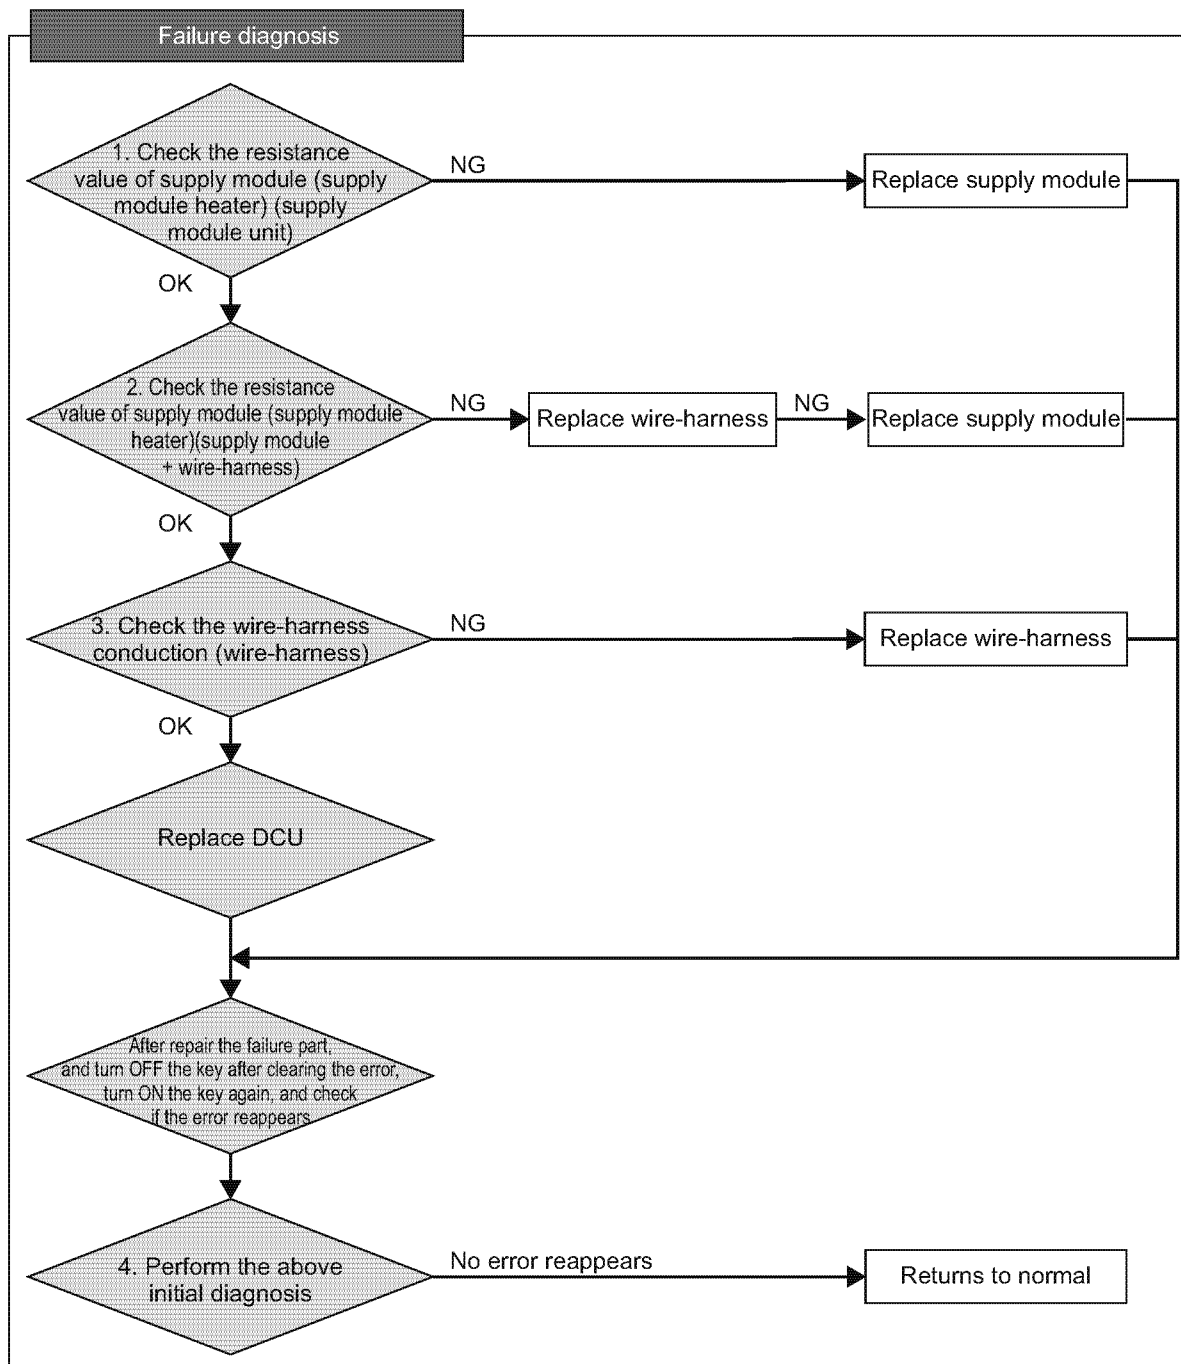 Failure diagnosis
1. Check the resistance
value of supply module (supply
module heater) (supply
module unit)
NG
Replace supply module
OK
2. Check the resistance
value of supply module (supply module
heater)(supply module
+ wire-harness)
NG
Replace wire-harness
NG
Replace supply module
OK
3. Check the wire-harness
conduction (wire-harness)
NG
Replace wire-harness
OK
Replace DCU
After repair the failure part,
and turn OFF the key after clearing the error,
turn ON the key again, and check
if the error reappears
4. Perform the above
initial diagnosis
No error reappears
Returns to normal